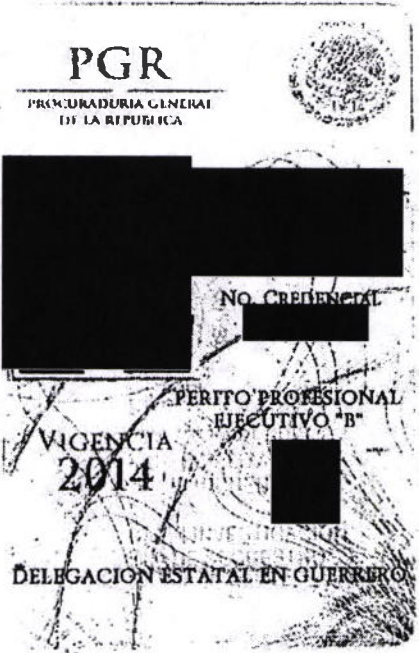 PGR
PROCURADURIA GENERAL
DE LA REPUBLICA
No. CREDENCIAL
PERITO PROFESIONAL
EJECUTIVO "B"
VIGENCIA
2014
DELEGACION ESTATAL EN GUERRERO